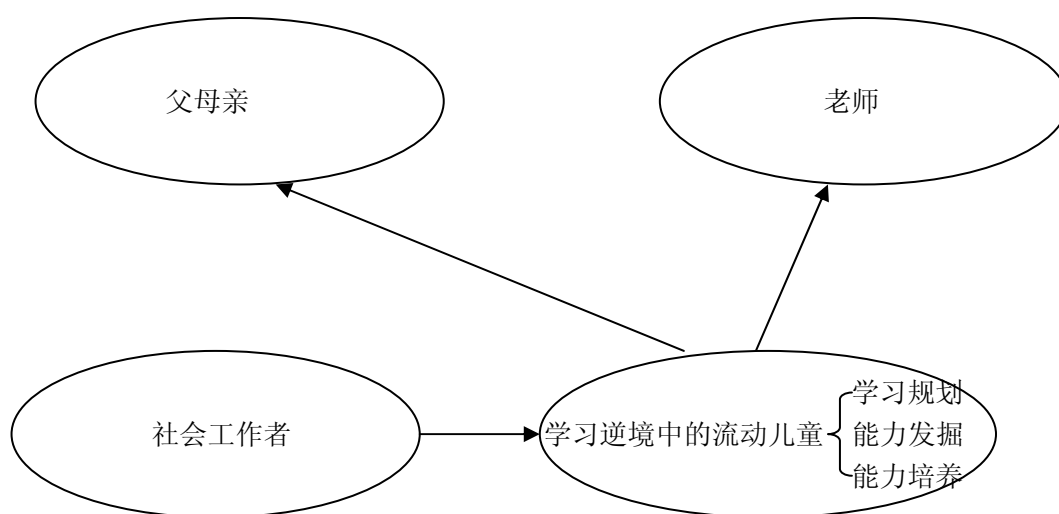 父母亲
老师
社会工作者
学习逆境中的流动儿童
学习规划
能力发掘
能力培养